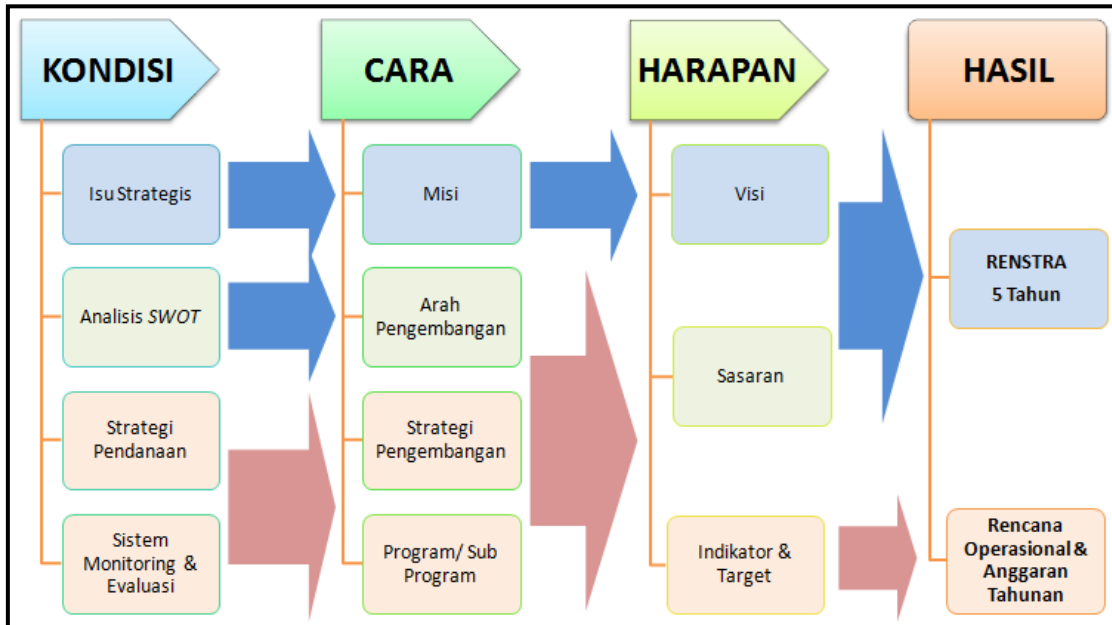 KONDISI
CARA
HARAPAN
HASIL
Isu Strategis
Analisis SWOT
Strategi
Pendanaan
Sistem
Monitoring &
Evaluasi
Misi
Arah
Pengembangan
Strategi
Pengembangan
Program/ Sub
Program
Visi
Sasaran
Indikator &
Target
RENSTRA
5 Tahun
Rencana
Operasional &
Anggaran
Tahunan